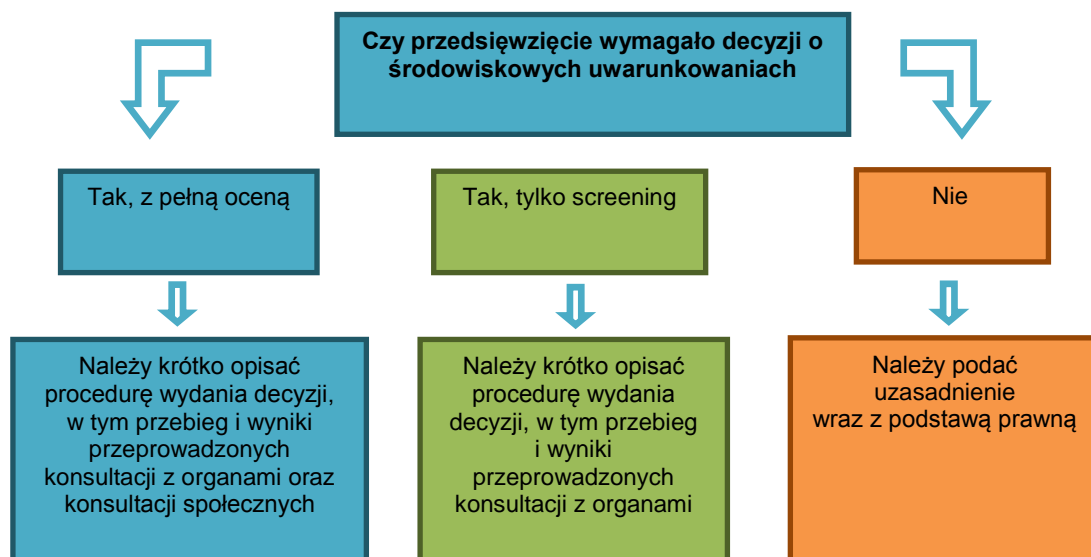 Czy przedsięwzięcie wymagało decyzji o
środowiskowych uwarunkowaniach
Tak, z pełną oceną
Tak, tylko screening
Nie
Należy krótko opisać
procedurę wydania decyzji,
w tym przebieg i wyniki
przeprowadzonych
konsultacji z organami oraz
konsultacji społecznych
Należy krótko opisać
procedurę wydania
decyzji, w tym przebieg
i wyniki
przeprowadzonych
konsultacji z organami
Należy podać
uzasadnienie
wraz z podstawą prawną